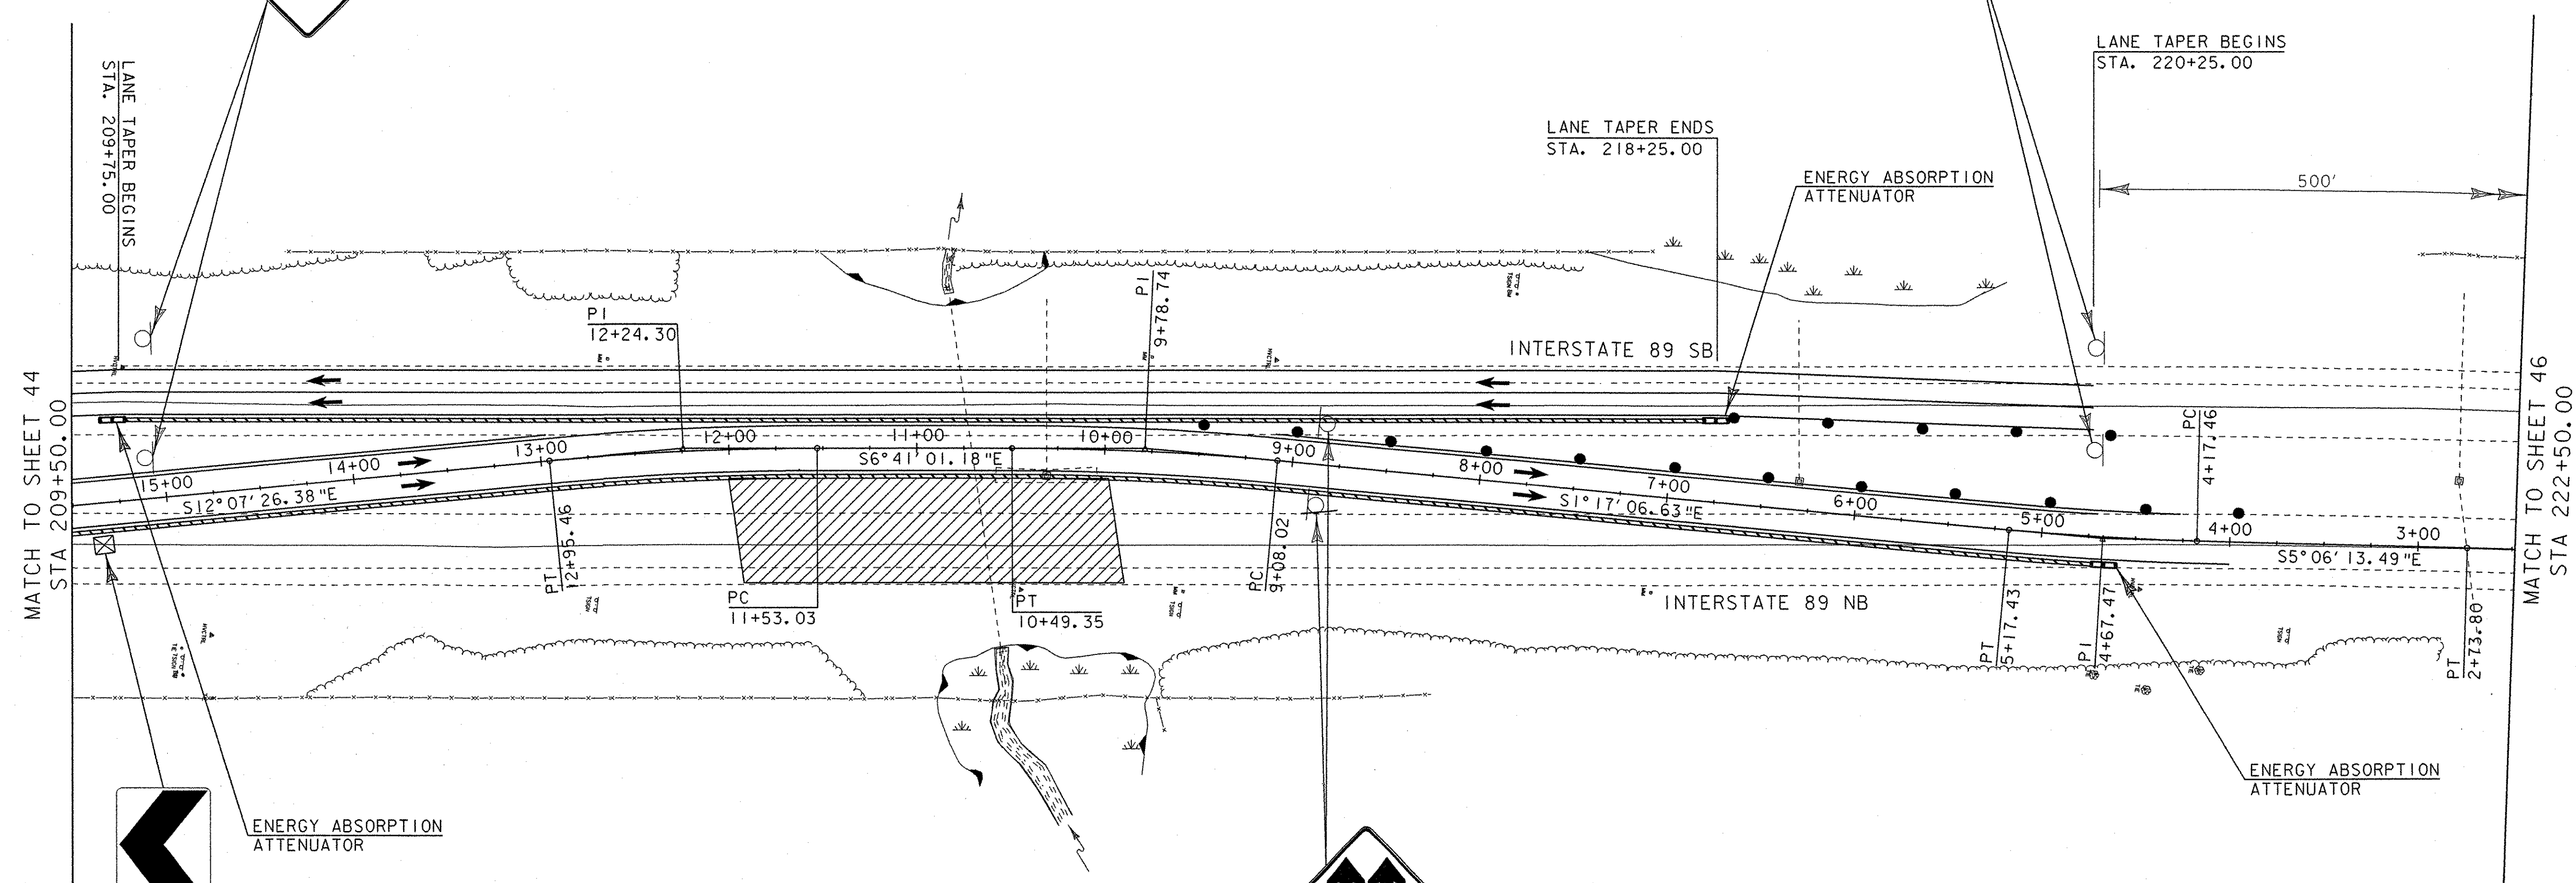 LANE TAPER BEGINS
STA. 209+75.00
LANE TAPER BEGINS
STA. 220+25.00
LANE TAPER ENDS
STA. 218+25.00
ENERGY ABSORPTION
ATTENUATOR
500'
PI
12+24.30
PI
9+78.74
INTERSTATE 89 SB
MATCH TO SHEET 44
STA 209+50.00
MATCH TO SHEET 46
STA 222+50.00
PC
4+17.46
15+00
14+00
13+00
12+00
11+00
10+00
9+00
8+00
7+00
6+00
5+00
4+00
3+00
S12°07'26.38"E
S6°41'01.18"E
S1°17'06.63"E
S5°06'13.49"E
PT
12+95.46
PC
11+53.03
PT
10+49.35
PC
9+08.02
INTERSTATE 89 NB
PT
5+17.43
PI
4+67.47
PT
2+73.80
ENERGY ABSORPTION
ATTENUATOR
ENERGY ABSORPTION
ATTENUATOR